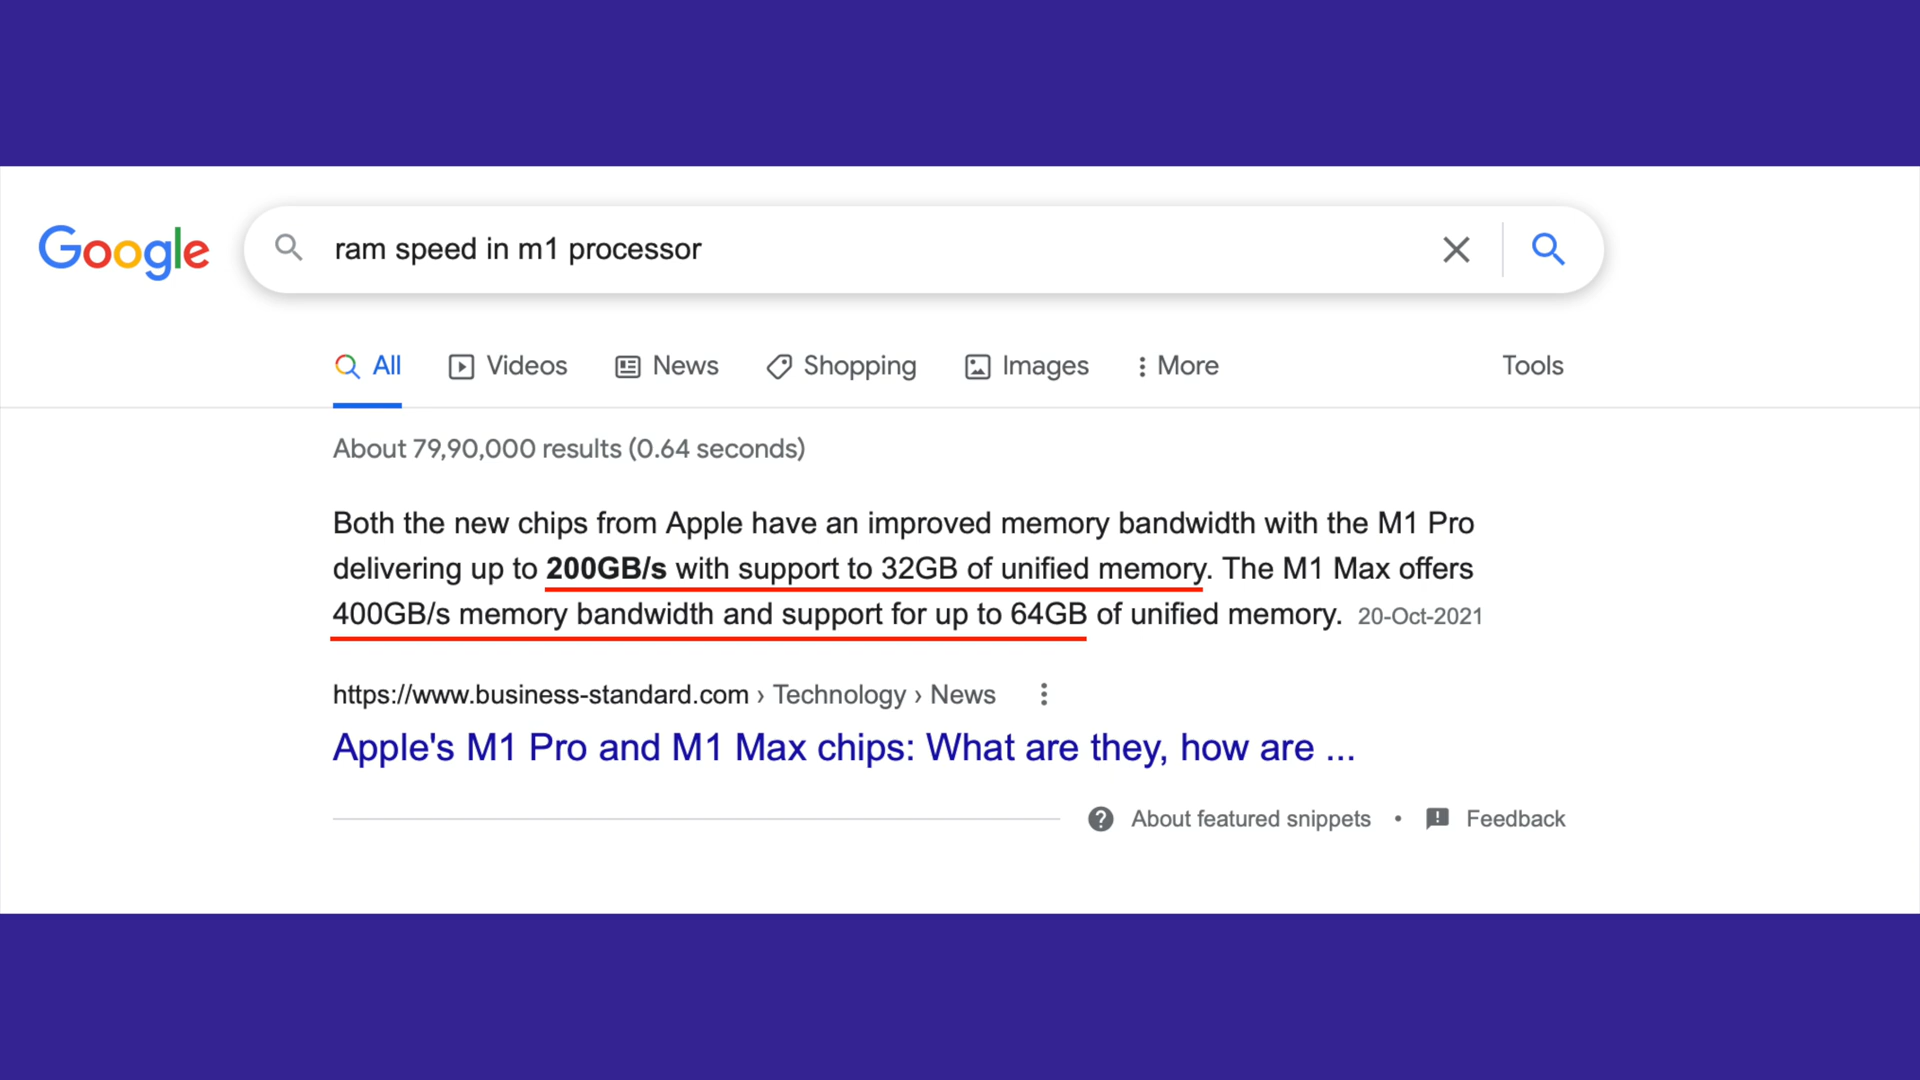 Google
ram speed in m1 processor
All Videos News Shopping Images More Tools
About 79,90,000 results (0.64 seconds)
Both the new chips from Apple have an improved memory bandwidth with the M1 Pro
delivering up to 200GB/s with support to 32GB of unified memory. The M1 Max offers
400GB/s memory bandwidth and support for up to 64GB of unified memory. 20-Oct-2021
https://www.business-standard.com › Technology › News
Apple's M1 Pro and M1 Max chips: What are they, how are ...
About featured snippets • Feedback